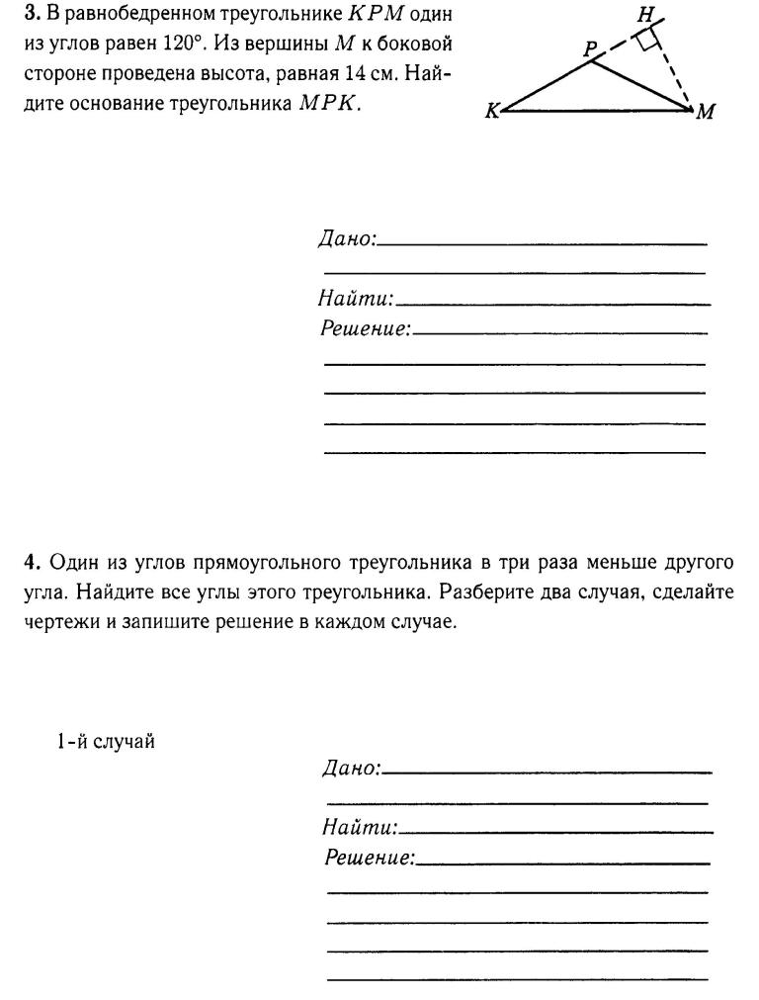 3. В равнобедренном треугольнике KPM один
из углов равен 120°. Из вершины M к боковой
стороне проведена высота, равная 14 см. Най-
дите основание треугольника MPK.
H
P
K
M
Дано:
Найти:
Решение:
4. Один из углов прямоугольного треугольника в три раза меньше другого
угла. Найдите все углы этого треугольника. Разберите два случая, сделайте
чертежи и запишите решение в каждом случае.
1-й случай
Дано:
Найти:
Решение: